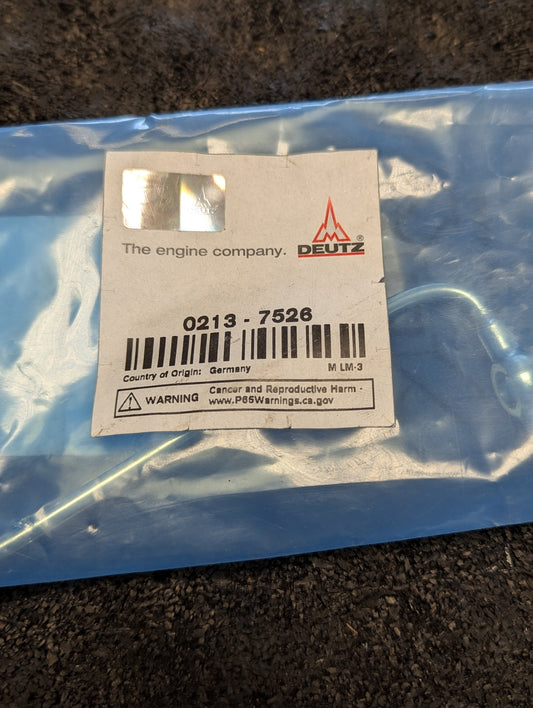 The engine company.
DEUTZ®
0213 - 7526
Country of Origin: Germany M LM-3
WARNING Cancer and Reproductive Harm -
www.P65Warnings.ca.gov